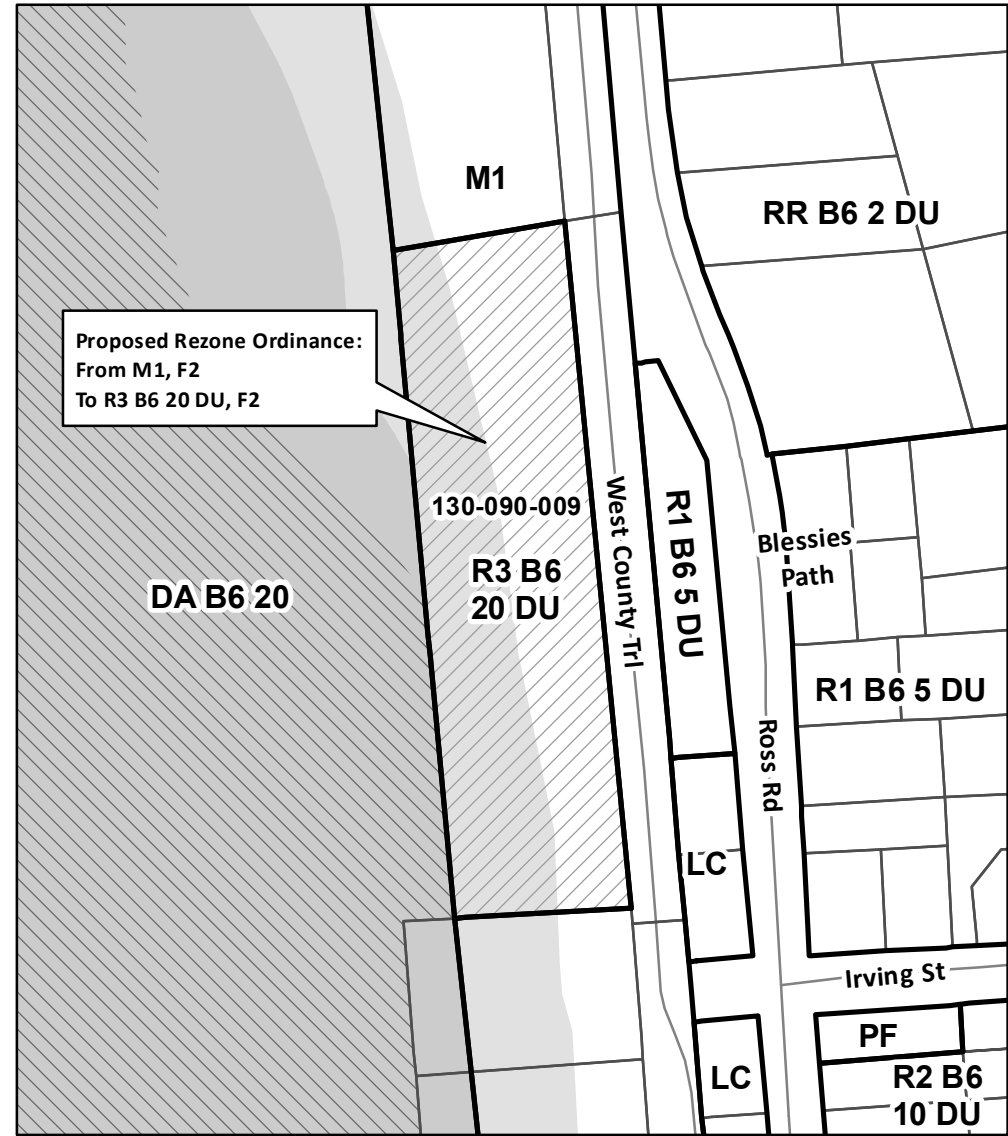 M1
RR B6 2 DU
Proposed Rezone Ordinance:
From M1, F2
To R3 B6 20 DU, F2
130-090-009
R3 B6
20 DU
DA B6 20
West County Trl
R1 B6 5 DU
Blessies
Path
R1 B6 5 DU
Ross Rd
LC
Irving St
PF
LC
R2 B6
10 DU